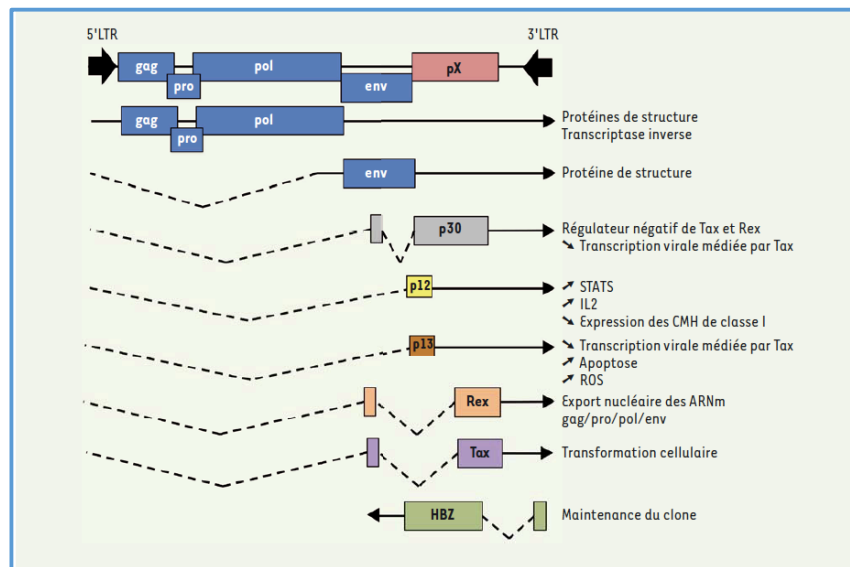 5'LTR 3'LTR
gag pol pX
pro env
gag pol Protéines de structure
pro Transcriptase inverse
env Protéine de structure
p30 Régulateur négatif de Tax et Rex
↘ Transcription virale médiée par Tax
p12 ↗ STATS
↗ IL2
↘ Expression des CMH de classe I
p13 ↘ Transcription virale médiée par Tax
↗ Apoptose
↗ ROS
Rex Export nucléaire des ARNm
gag/pro/pol/env
Tax Transformation cellulaire
HBZ Maintenance du clone